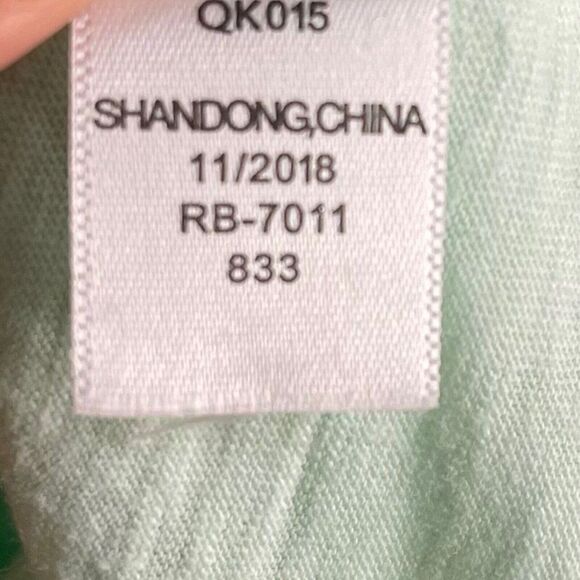 QK015
SHANDONG,CHINA
11/2018
RB-7011
833